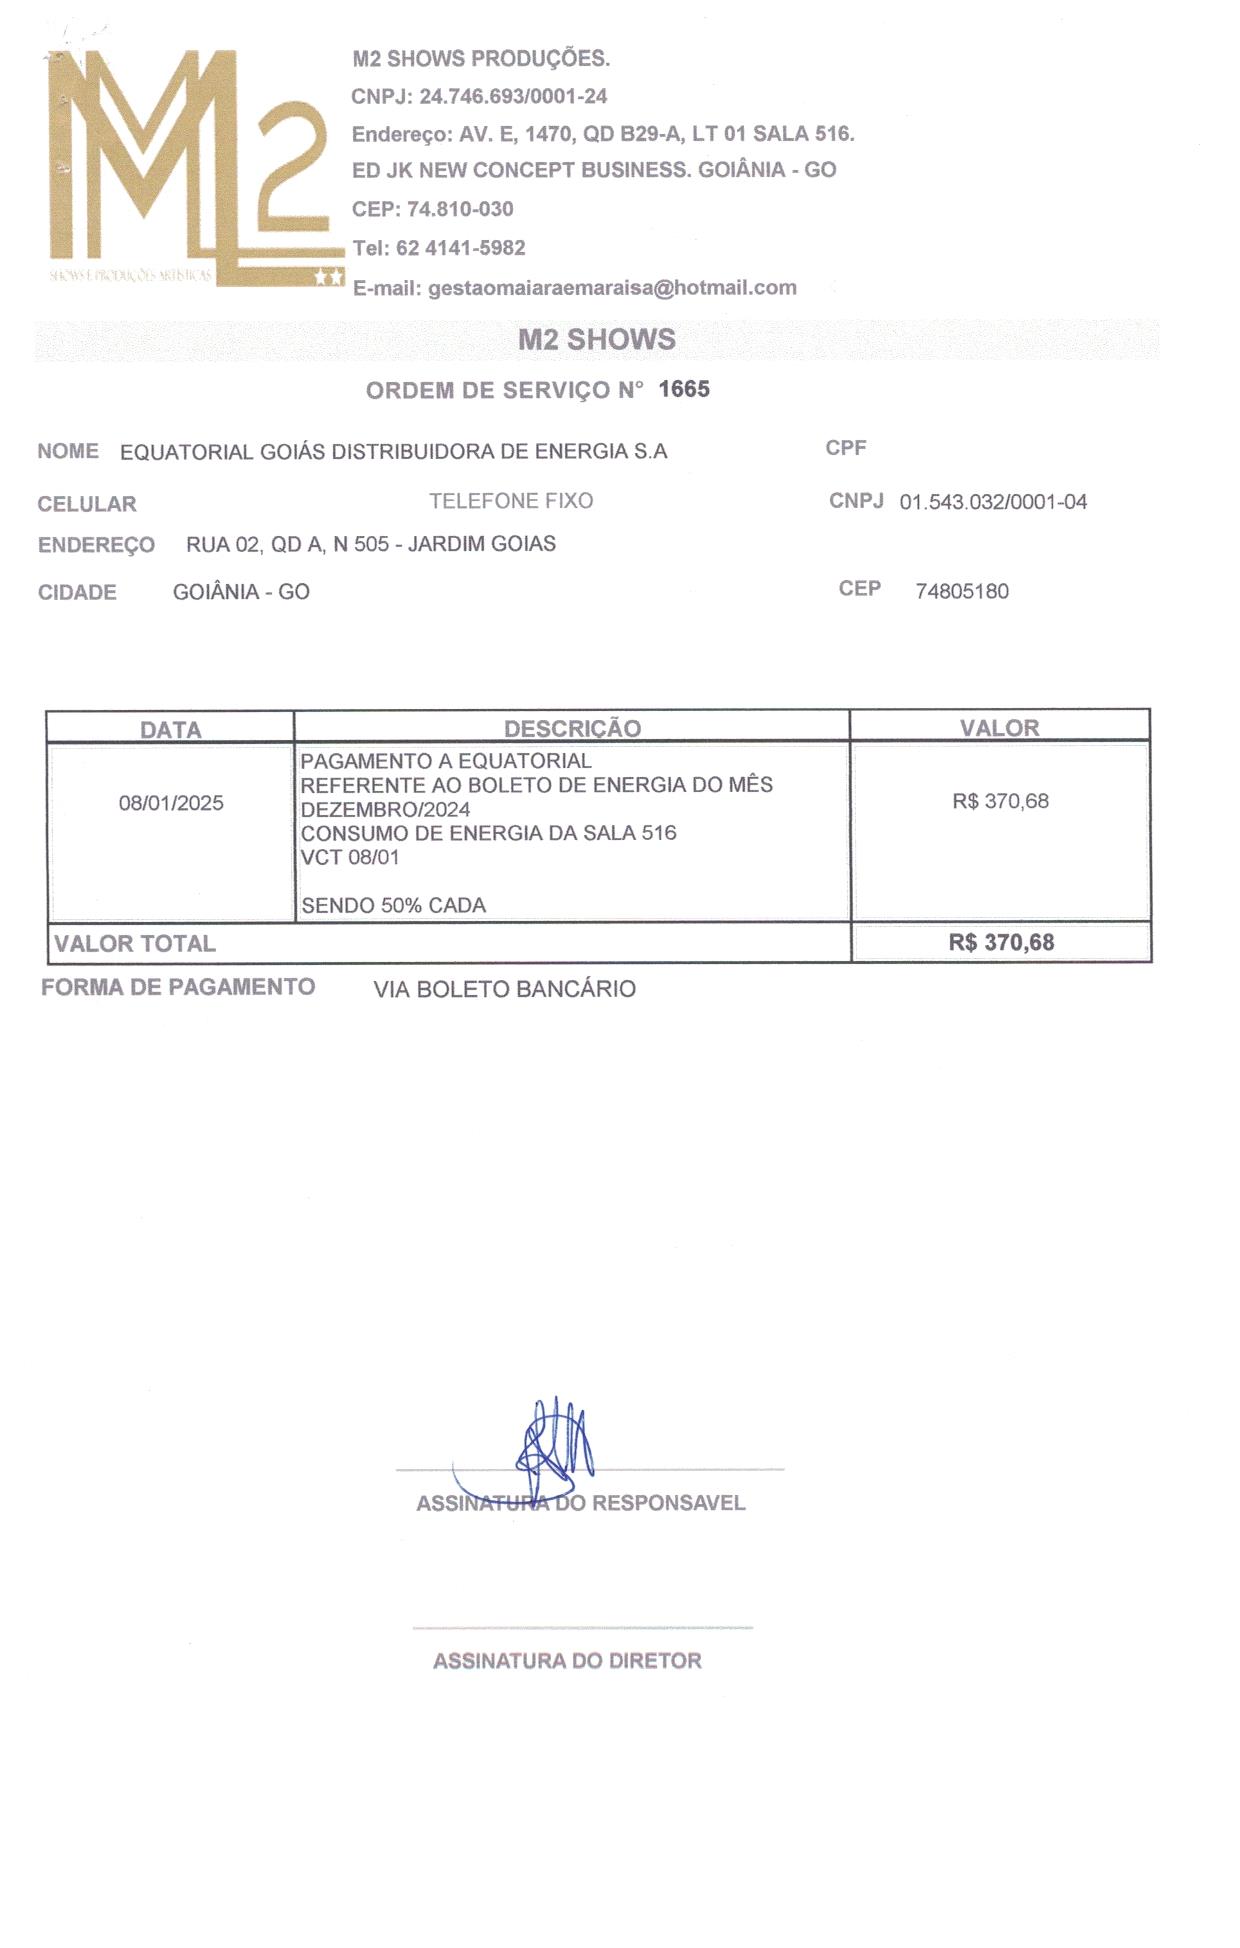 M2 SHOWS PRODUÇÕES.
CNPJ: 24.746.693/0001-24
Endereço: AV. E, 1470, QD B29-A, LT 01 SALA 516.
ED JK NEW CONCEPT BUSINESS. GOIÂNIA - GO
CEP: 74.810-030
Tel: 62 4141-5982
E-mail: gestaomaiaraemaraisa@hotmail.com
M2
SHOWS E PRODUÇÕES ARTÍSTICAS
M2 SHOWS
ORDEM DE SERVIÇO N° 1665
NOME EQUATORIAL GOIÁS DISTRIBUIDORA DE ENERGIA S.A CPF
CELULAR TELEFONE FIXO CNPJ 01.543.032/0001-04
ENDEREÇO RUA 02, QD A, N 505 - JARDIM GOIAS
CIDADE GOIÂNIA - GO CEP 74805180
DATA DESCRIÇÃO VALOR
PAGAMENTO A EQUATORIAL
REFERENTE AO BOLETO DE ENERGIA DO MÊS
08/01/2025 DEZEMBRO/2024 R$ 370,68
CONSUMO DE ENERGIA DA SALA 516
VCT 08/01
SENDO 50% CADA
VALOR TOTAL R$ 370,68
FORMA DE PAGAMENTO VIA BOLETO BANCÁRIO
ASSINATURA DO RESPONSAVEL
ASSINATURA DO DIRETOR